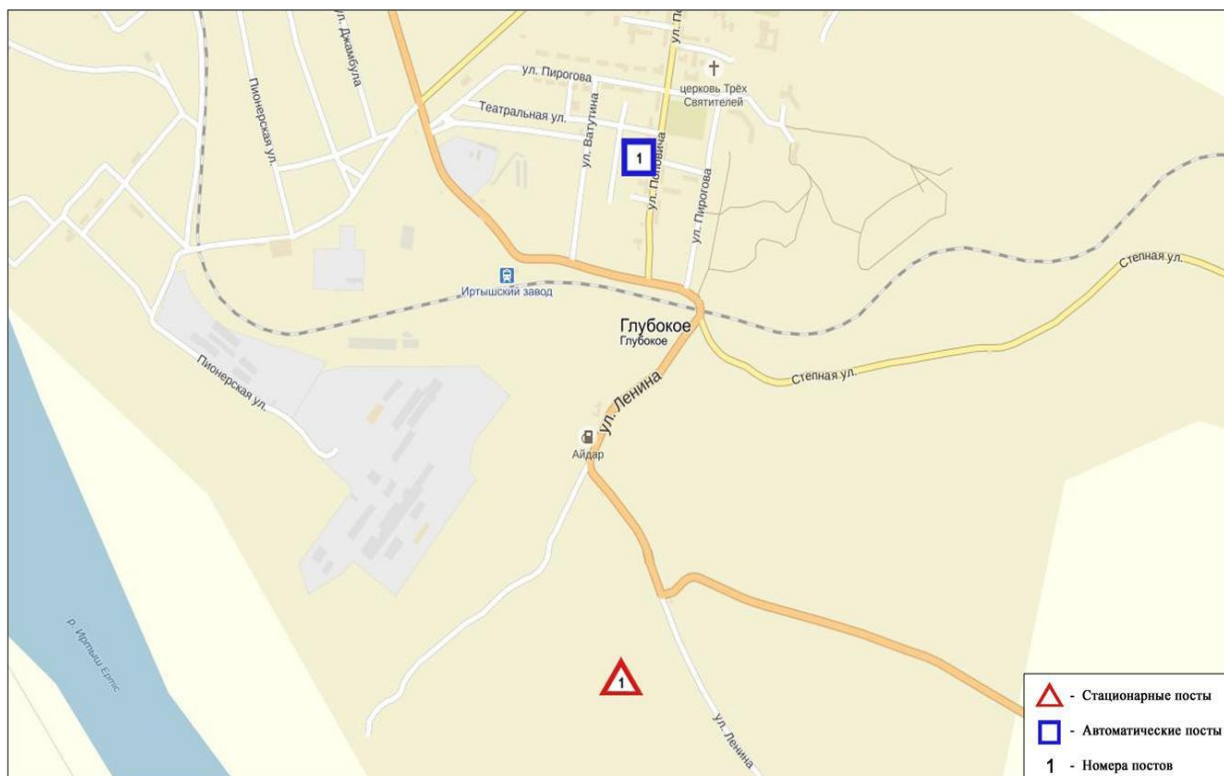 ул. По
ул. Джамбула
Пионерская ул.
ул. Пирогова
церковь Трёх
Святителей
Театральная ул.
ул. Ватутина
1
ул. Поповича
ул. Пирогова
Степная ул.
Иртышский завод
Глубокое
Глубокое
Степная ул.
Пионерская ул.
ул. Ленина
Айдар
р. Иртыш Ертіс
1
ул. Ленина
- Стационарные посты
- Автоматические посты
1 - Номера постов